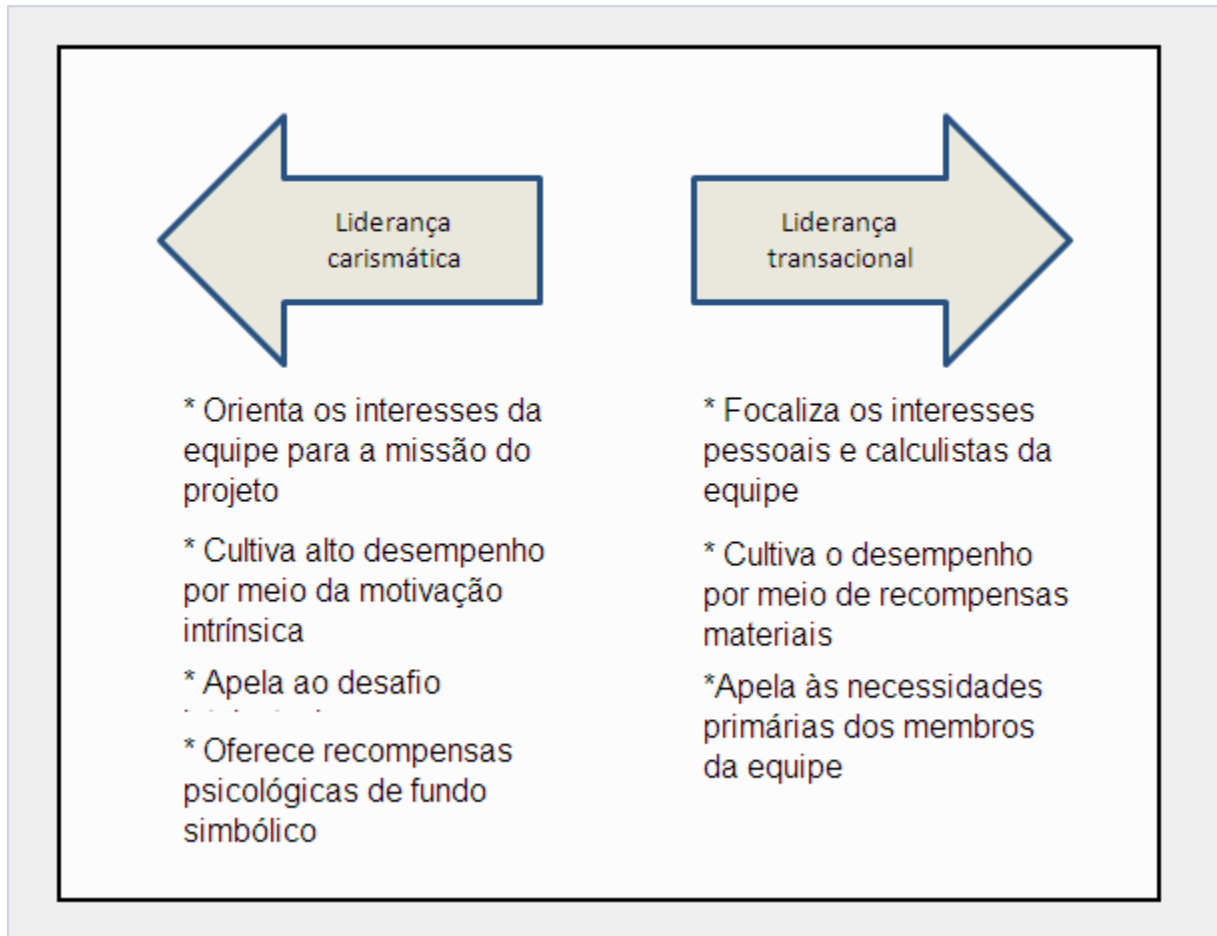 Liderança
carismática
* Orienta os interesses da
equipe para a missão do
projeto
* Cultiva alto desempenho
por meio da motivação
intrínsica
* Apela ao desafio
* Oferece recompensas
psicológicas de fundo
simbólico
Liderança
transacional
* Focaliza os interesses
pessoais e calculistas da
equipe
* Cultiva o desempenho
por meio de recompensas
materiais
*Apela às necessidades
primárias dos membros
da equipe